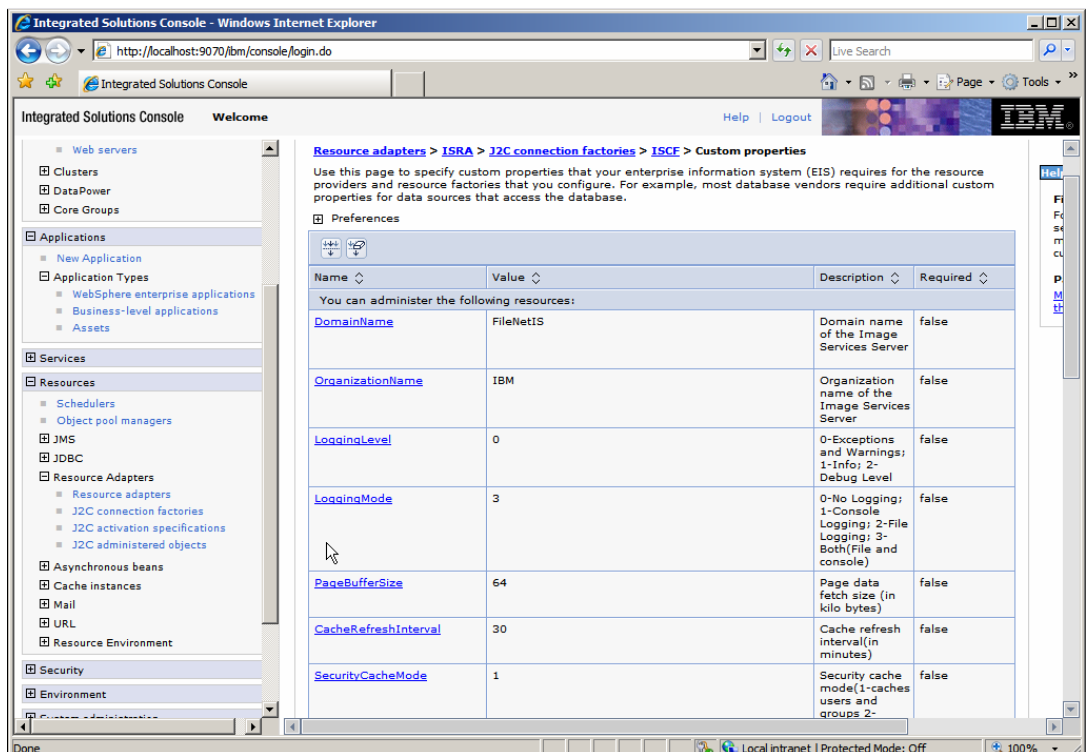 Integrated Solutions Console - Windows Internet Explorer
http://localhost:9070/ibm/console/login.do
Live Search
Integrated Solutions Console
Page
Tools
»
Integrated Solutions Console Welcome
Help | Logout
IBM
Web servers
Clusters
DataPower
Core Groups
Applications
New Application
Application Types
WebSphere enterprise applications
Business-level applications
Assets
Services
Resources
Schedulers
Object pool managers
JMS
JDBC
Resource Adapters
Resource adapters
J2C connection factories
J2C activation specifications
J2C administered objects
Asynchronous beans
Cache instances
Mail
URL
Resource Environment
Security
Environment
System administration
Resource adapters > ISRA > J2C connection factories > ISCF > Custom properties
Use this page to specify custom properties that your enterprise information system (EIS) requires for the resource
providers and resource factories that you configure. For example, most database vendors require additional custom
properties for data sources that access the database.
Preferences
Name Value Description Required
You can administer the following resources:
DomainName FileNetIS Domain name false
of the Image
Services Server
OrganizationName IBM Organization false
name of the
Image Services
Server
LoggingLevel 0 0-Exceptions false
and Warnings;
1-Info; 2-
Debug Level
LoggingMode 3 0-No Logging; false
1-Console
Logging; 2-File
Logging; 3-
Both(File and
console)
PageBufferSize 64 Page data false
fetch size (in
kilo bytes)
CacheRefreshInterval 30 Cache refresh false
interval(in
minutes)
SecurityCacheMode 1 Security cache false
mode(1-caches
users and
groups 2-
Hel
Fi
Fo
se
m
cu
P
M
th
Done
Local intranet | Protected Mode: Off
100%